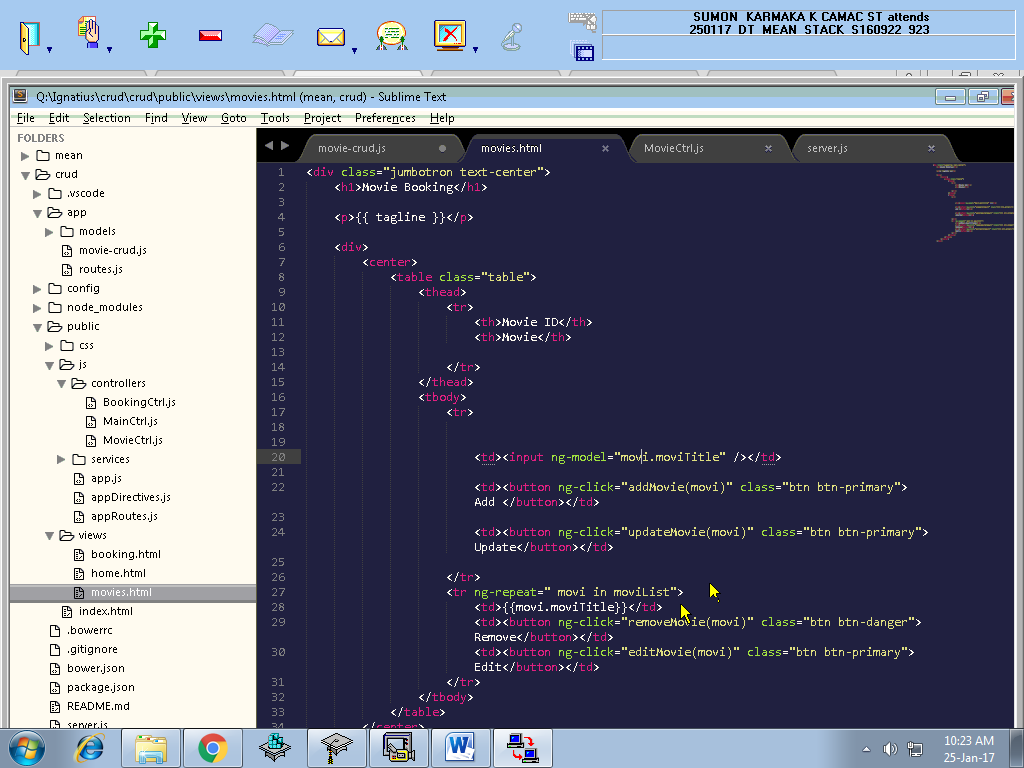 SUMON KARMAKA K CAMAC ST attends
250117_DT_MEAN_STACK_S160922_923
Q:\Ignatius\crud\crud\public\views\movies.html (mean, crud) - Sublime Text
File Edit Selection Find View Goto Tools Project Preferences Help
FOLDERS
mean
crud
.vscode
app
models
movie-crud.js
routes.js
config
node_modules
public
css
js
controllers
BookingCtrl.js
MainCtrl.js
MovieCtrl.js
services
app.js
appDirectives.js
appRoutes.js
views
booking.html
home.html
movies.html
index.html
.bowerrc
.gitignore
bower.json
package.json
README.md
server.js
movie-crud.js movies.html MovieCtrl.js server.js
1 <div class="jumbotron text-center">
2 <h1>Movie Booking</h1>
3
4 <p>{{ tagline }}</p>
5
6 <div>
7 <center>
8 <table class="table">
9 <thead>
10 <tr>
11 <th>Movie ID</th>
12 <th>Movie</th>
13
14 </tr>
15 </thead>
16 <tbody>
17 <tr>
18
19
20 <td><input ng-model="movi.moviTitle" /></td>
21
22 <td><button ng-click="addMovie(movi)" class="btn btn-primary">
Add </button></td>
23
24 <td><button ng-click="updateMovie(movi)" class="btn btn-primary">
Update</button></td>
25
26 </tr>
27 <tr ng-repeat=" movi in moviList">
28 <td>{{movi.moviTitle}}</td>
29 <td><button ng-click="removeMovie(movi)" class="btn btn-danger">
Remove</button></td>
30 <td><button ng-click="editMovie(movi)" class="btn btn-primary">
Edit</button></td>
31 </tr>
32 </tbody>
33 </table>
34 </center>
10:23 AM
25-Jan-17